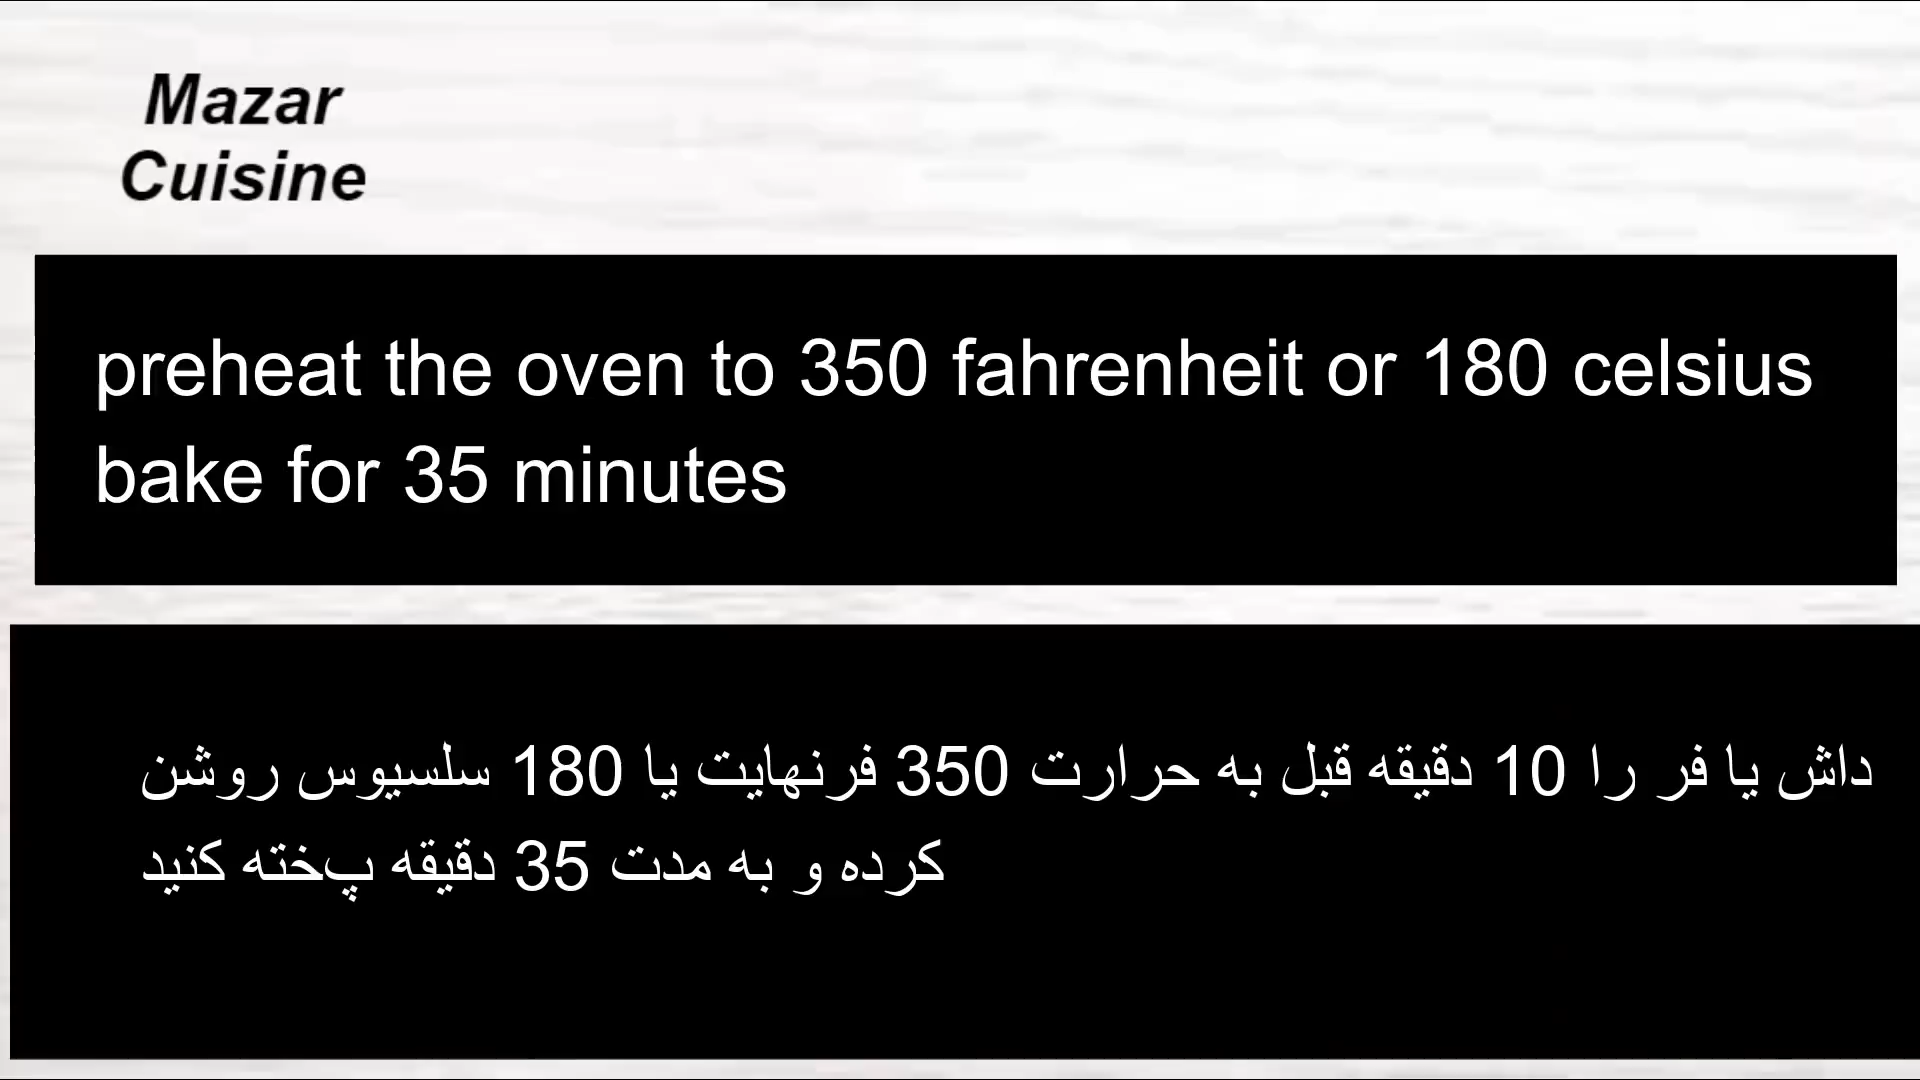 Mazar
Cuisine
preheat the oven to 350 fahrenheit or 180 celsius
bake for 35 minutes
داش یا فر را 10 دقیقه قبل به حرارت 350 فرنهایت یا 180 سلسیوس روشن
کرده و به مدت 35 دقیقه پخته کنید